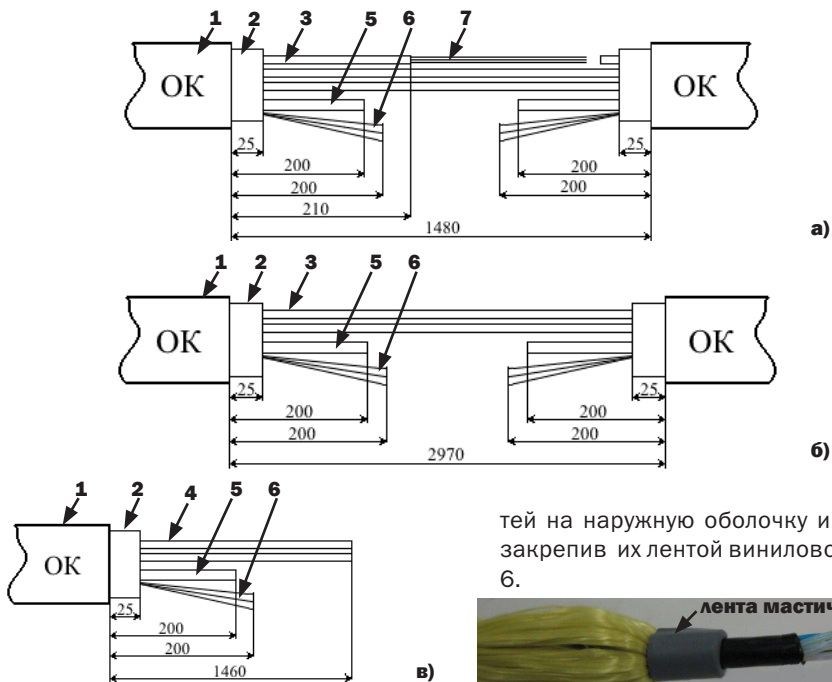 1 2 3 5 6 7
ОК ОК
25 25
200 200
200 200
210
1480
а)
1 2 3 5 6
ОК ОК
25 25
200 200
200 200
2970
б)
1 2 4 5 6
ОК
25
200
200
1460
в)
тей на наружную оболочку и
закрепив их лентой винилово
6.
лента мастич